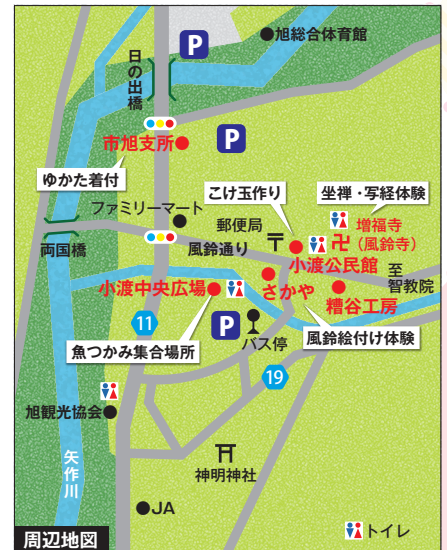 P
旭総合体育館
日の出橋
市旭支所
P
ゆかた着付
こけ玉作り
坐禅・写経体験
ファミリーマート
郵便局
〒
卍
増福寺
(風鈴寺)
両国橋
風鈴通り
小渡公民館
至
智教院
小渡中央広場
さかや
糟谷工房
11
P
バス停
魚つかみ集合場所
風鈴絵付け体験
19
旭観光協会
矢作川
神明神社
JA
周辺地図
トイレ